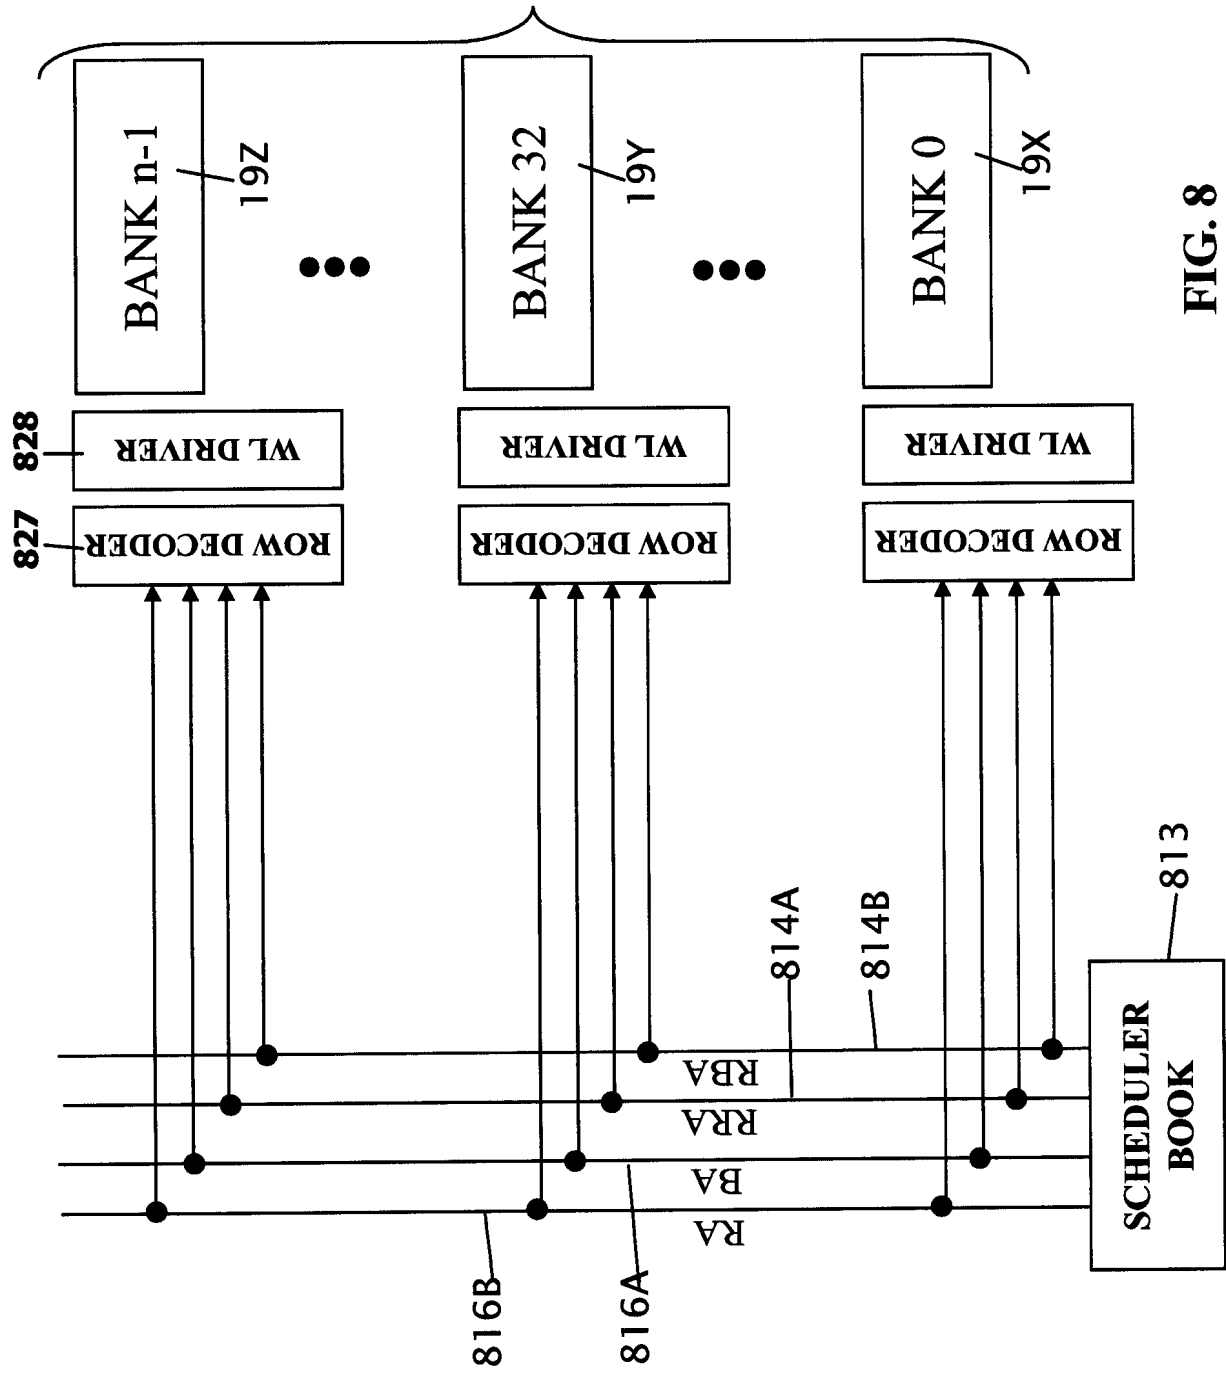 BANK n-1
19Z
BANK 32
19Y
BANK 0
19X
828
WL DRIVER
WL DRIVER
WL DRIVER
827
ROW DECODER
ROW DECODER
ROW DECODER
814A
814B
813
RBA
RRA
BA
RA
816B
816A
SCHEDULER
BOOK
FIG. 8